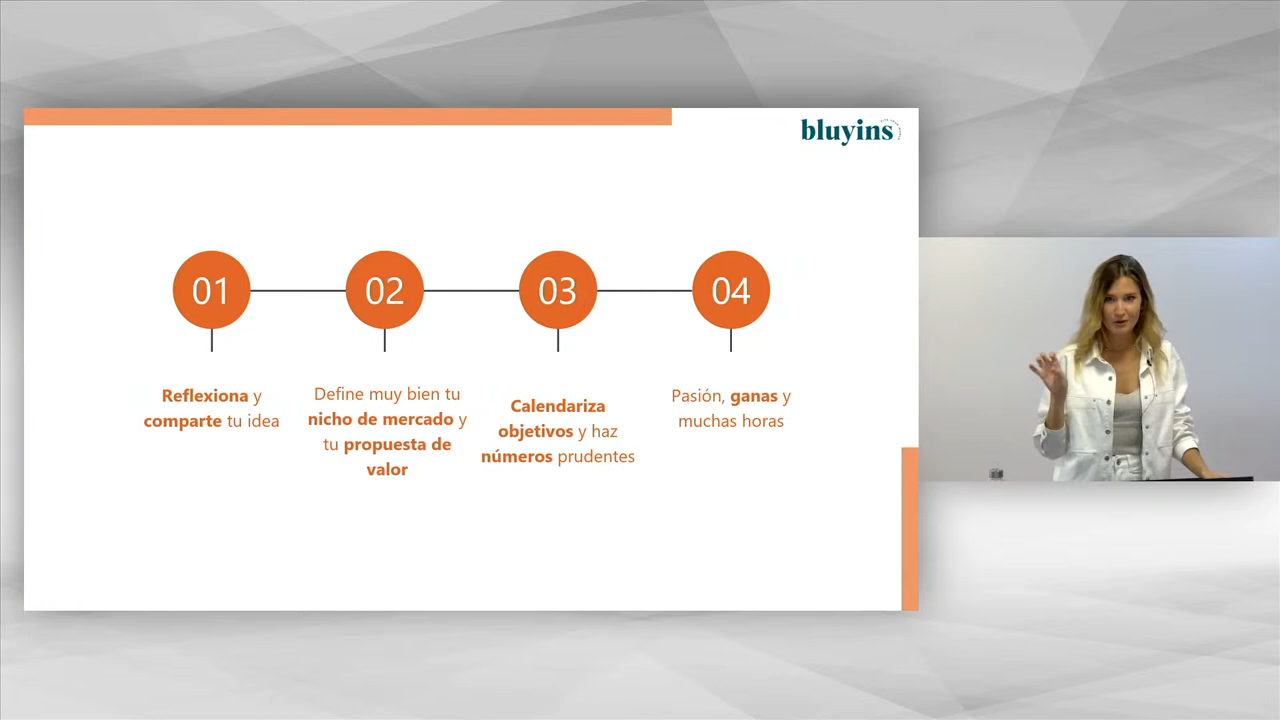 bluyins
01
02
03
04
Reflexiona y
comparte tu idea
Define muy bien tu
nicho de mercado y
tu propuesta de
valor
Calendariza
objetivos y haz
números prudentes
Pasión, ganas y
muchas horas